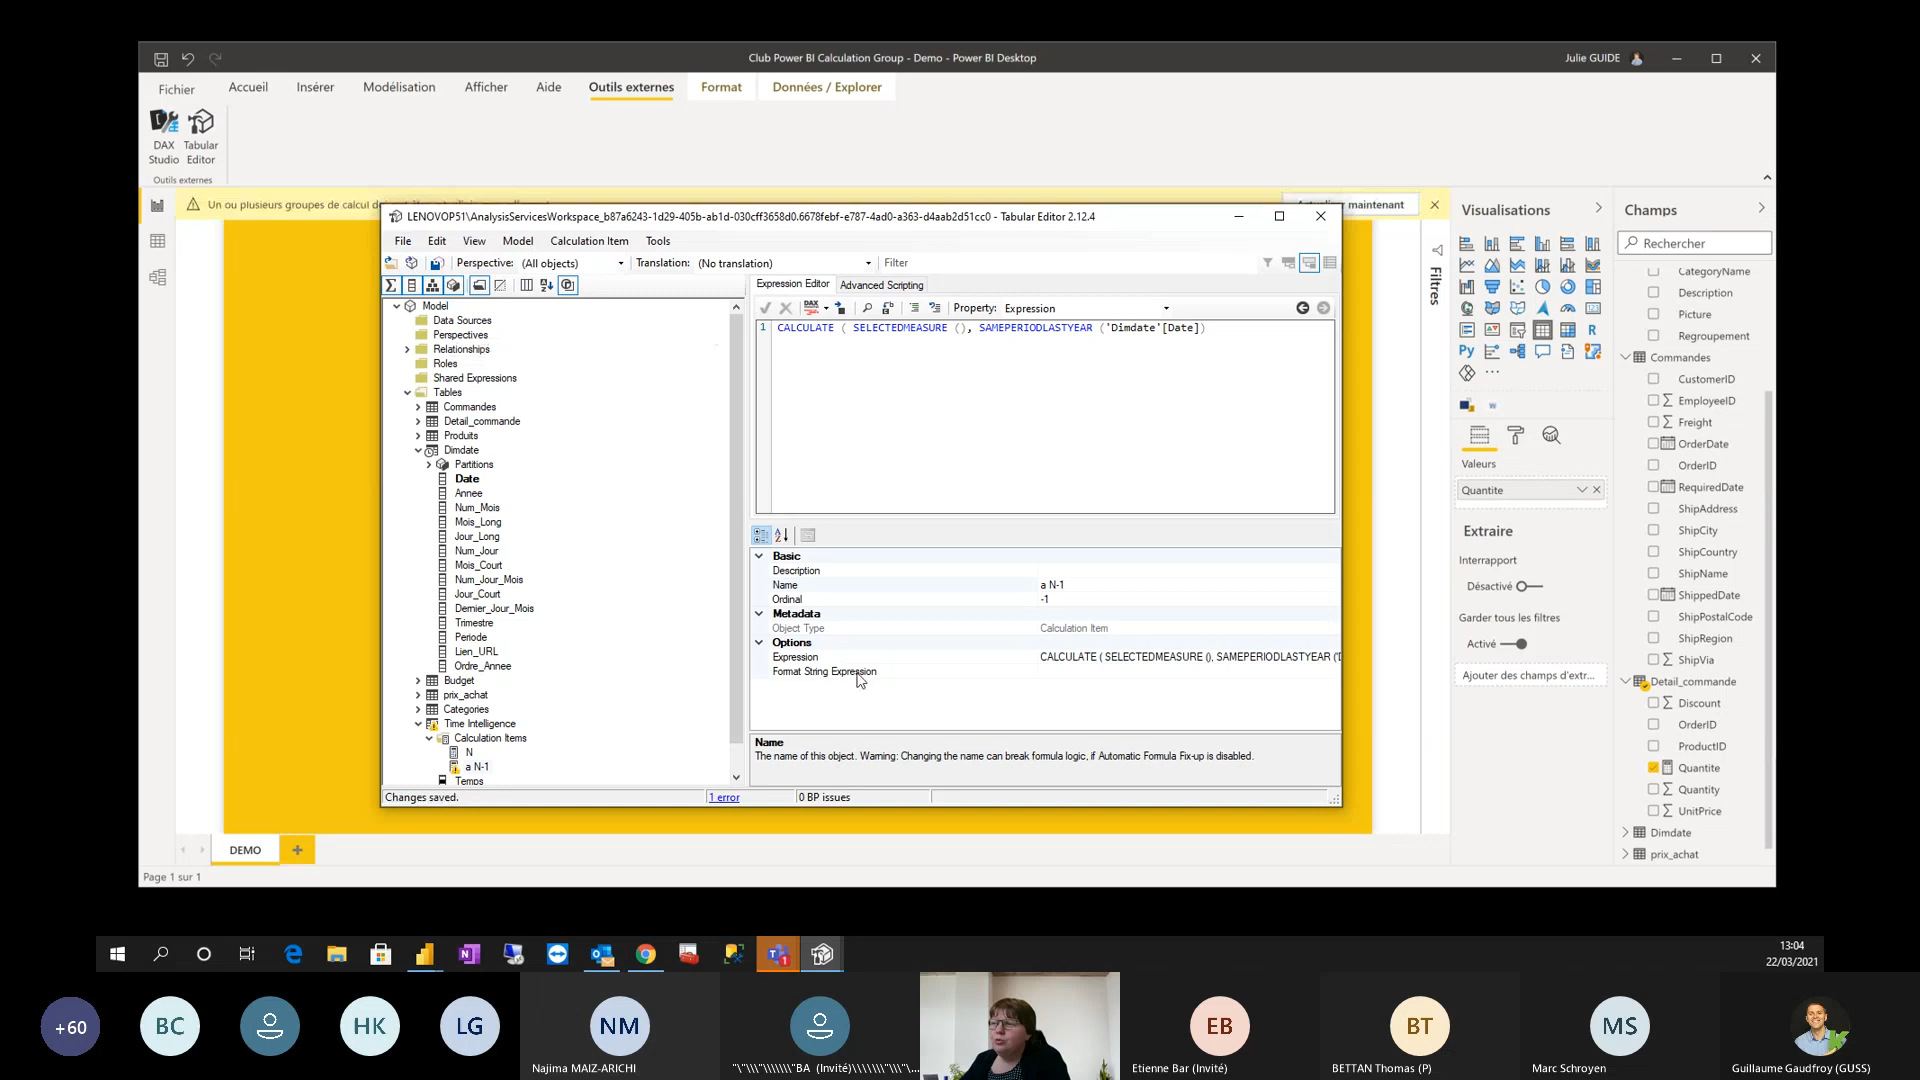 Club Power BI Calculation Group - Demo - Power BI Desktop
Julie GUIDE
Fichier
Accueil
Insérer
Modélisation
Afficher
Aide
Outils externes
Format
Données / Explorer
DAX
Studio
Tabular
Editor
Outils externes
Un ou plusieurs groupes de calcul
maintenant
LENOVOP51\AnalysisServicesWorkspace_b87a6243-1d29-405b-ab1d-030cff3658d0.6678febf-e787-4ad0-a363-d4aab2d51cc0 - Tabular Editor 2.12.4
File Edit View Model Calculation Item Tools
Perspective: (All objects) Translation: (No translation) Filter
Model
Data Sources
Perspectives
Relationships
Roles
Shared Expressions
Tables
Commandes
Detail_commande
Produits
Dimdate
Partitions
Date
Annee
Num_Mois
Mois_Long
Jour_Long
Num_Jour
Mois_Court
Num_Jour_Mois
Jour_Court
Dernier_Jour_Mois
Trimestre
Periode
Lien_URL
Ordre_Annee
Budget
prix_achat
Categories
Time Intelligence
Calculation Items
N
a N-1
Temps
Expression Editor Advanced Scripting
DAX
Property: Expression
1 CALCULATE ( SELECTEDMEASURE (), SAMEPERIODLASTYEAR ('Dimdate'[Date])
Basic
Description
Name a N-1
Ordinal -1
Metadata
Object Type Calculation Item
Options
Expression CALCULATE ( SELECTEDMEASURE (), SAMEPERIODLASTYEAR ('D
Format String Expression
Name
The name of this object. Warning: Changing the name can break formula logic, if Automatic Formula Fix-up is disabled.
Changes saved.
1 error
0 BP issues
Filtres
Visualisations
R
Py
Valeurs
Quantite
Extraire
Interrapport
Désactivé
Garder tous les filtres
Activé
Ajouter des champs d'extr...
Champs
Rechercher
CategoryName
Description
Picture
Regroupement
Commandes
CustomerID
EmployeeID
Freight
OrderDate
OrderID
RequiredDate
ShipAddress
ShipCity
ShipCountry
ShipName
ShippedDate
ShipPostalCode
ShipRegion
ShipVia
Detail_commande
Discount
OrderID
ProductID
Quantite
Quantity
UnitPrice
Dimdate
prix_achat
DEMO
Page 1 sur 1
13:04
22/03/2021
+60
BC
HK
LG
NM
EB
BT
MS
Najima MAIZ-ARICHI
Etienne Bar (Invité)
BETTAN Thomas (P)
Marc Schroyen
Guillaume Gaudfroy (GUSS)